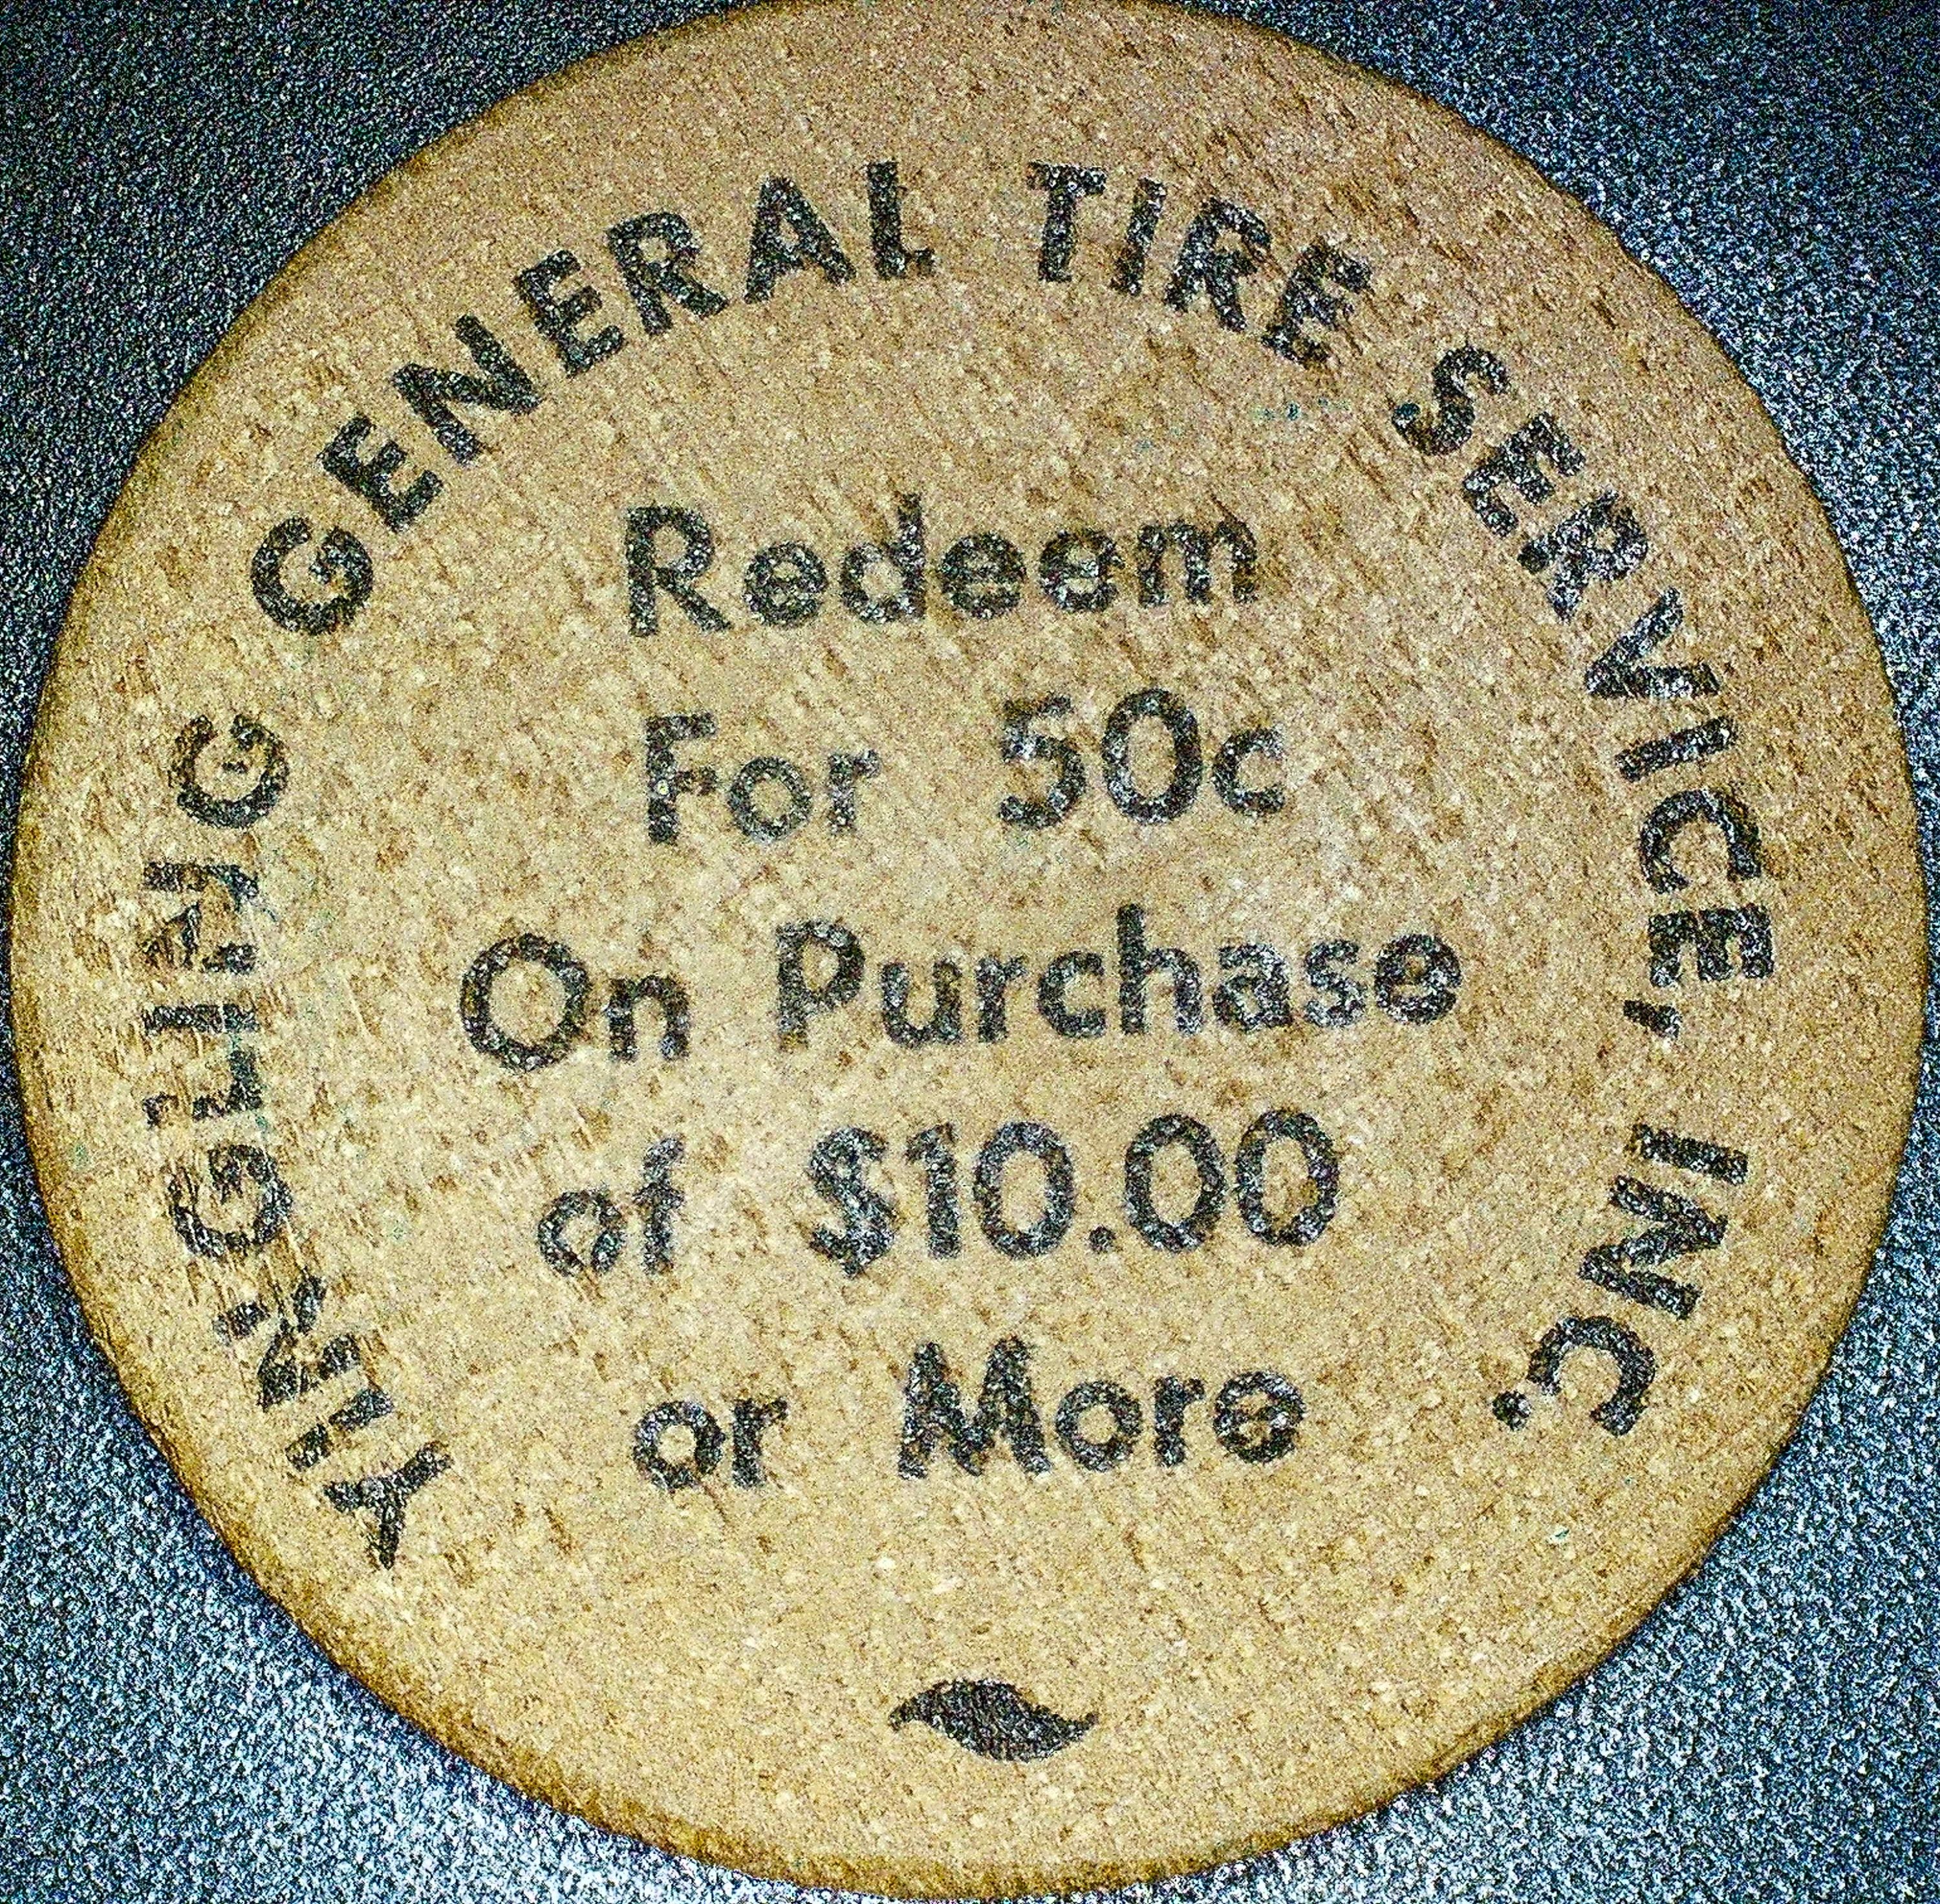 YINGLING GENERAL TIRE SERVICE, INC.
Redeem
For 50c
On Purchase
of $10.00
or More